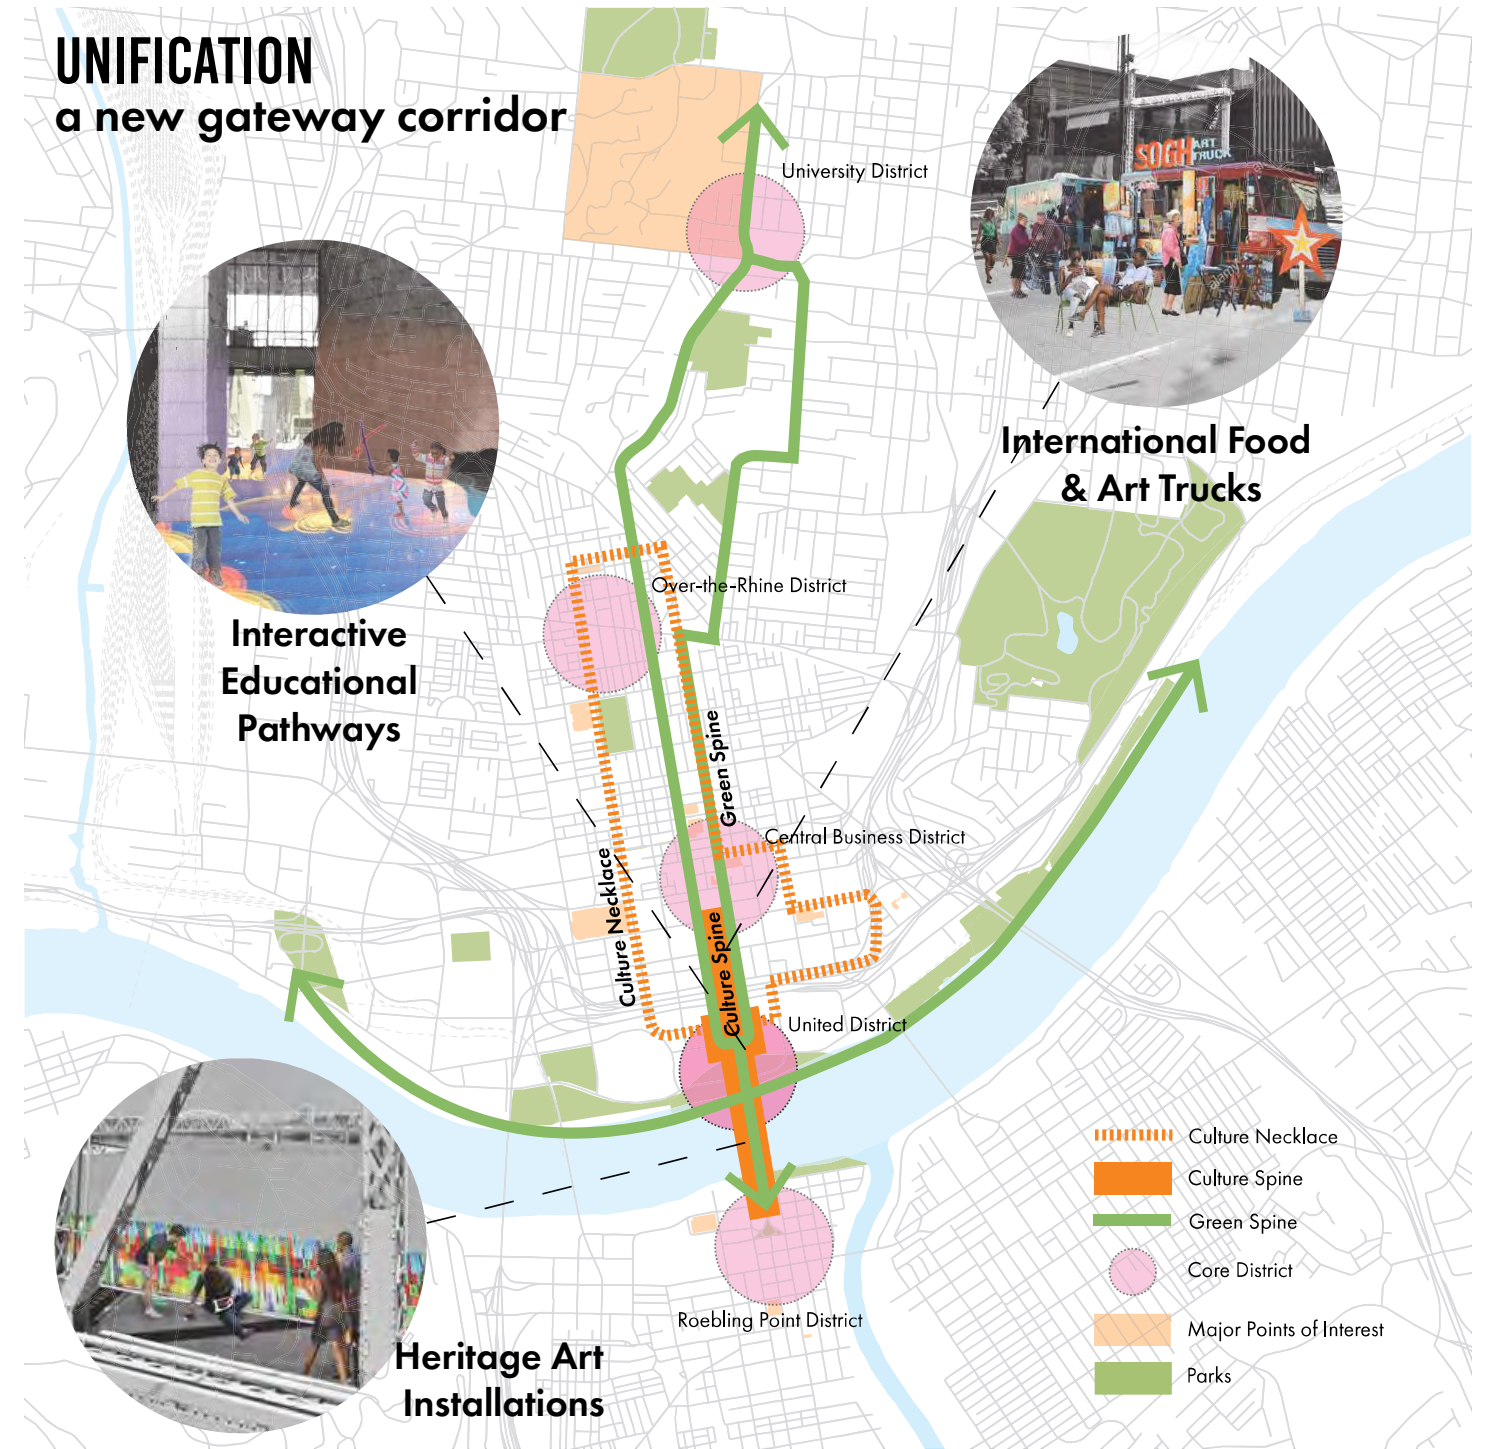 UNIFICATION
a new gateway corridor
University District
SOGH ART
TRUCK
alamy
International Food
& Art Trucks
Interactive
Educational
Pathways
Over-the-Rhine District
Green Spine
Central Business District
Culture Necklace
Culture Spine
United District
Roebling Point District
Heritage Art
Installations
Culture Necklace
Culture Spine
Green Spine
Core District
Major Points of Interest
Parks